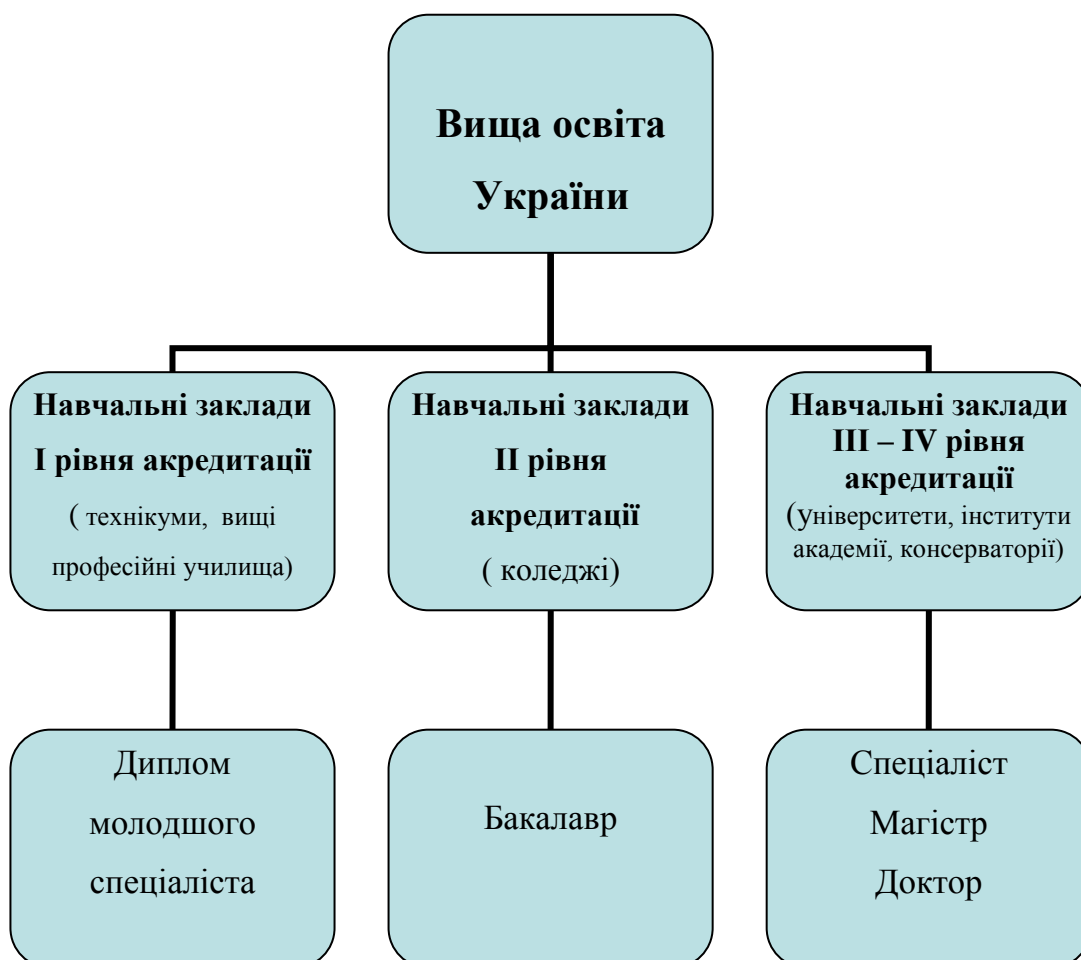 Вища освіта
України
Навчальні заклади
І рівня акредитації
( технікуми, вищі
професійні училища)
Навчальні заклади
ІІ рівня
акредитації
( коледжі)
Навчальні заклади
ІІІ – IV рівня
акредитації
(університети, інститути
академії, консерваторії)
Диплом
молодшого
спеціаліста
Бакалавр
Спеціаліст
Магістр
Доктор